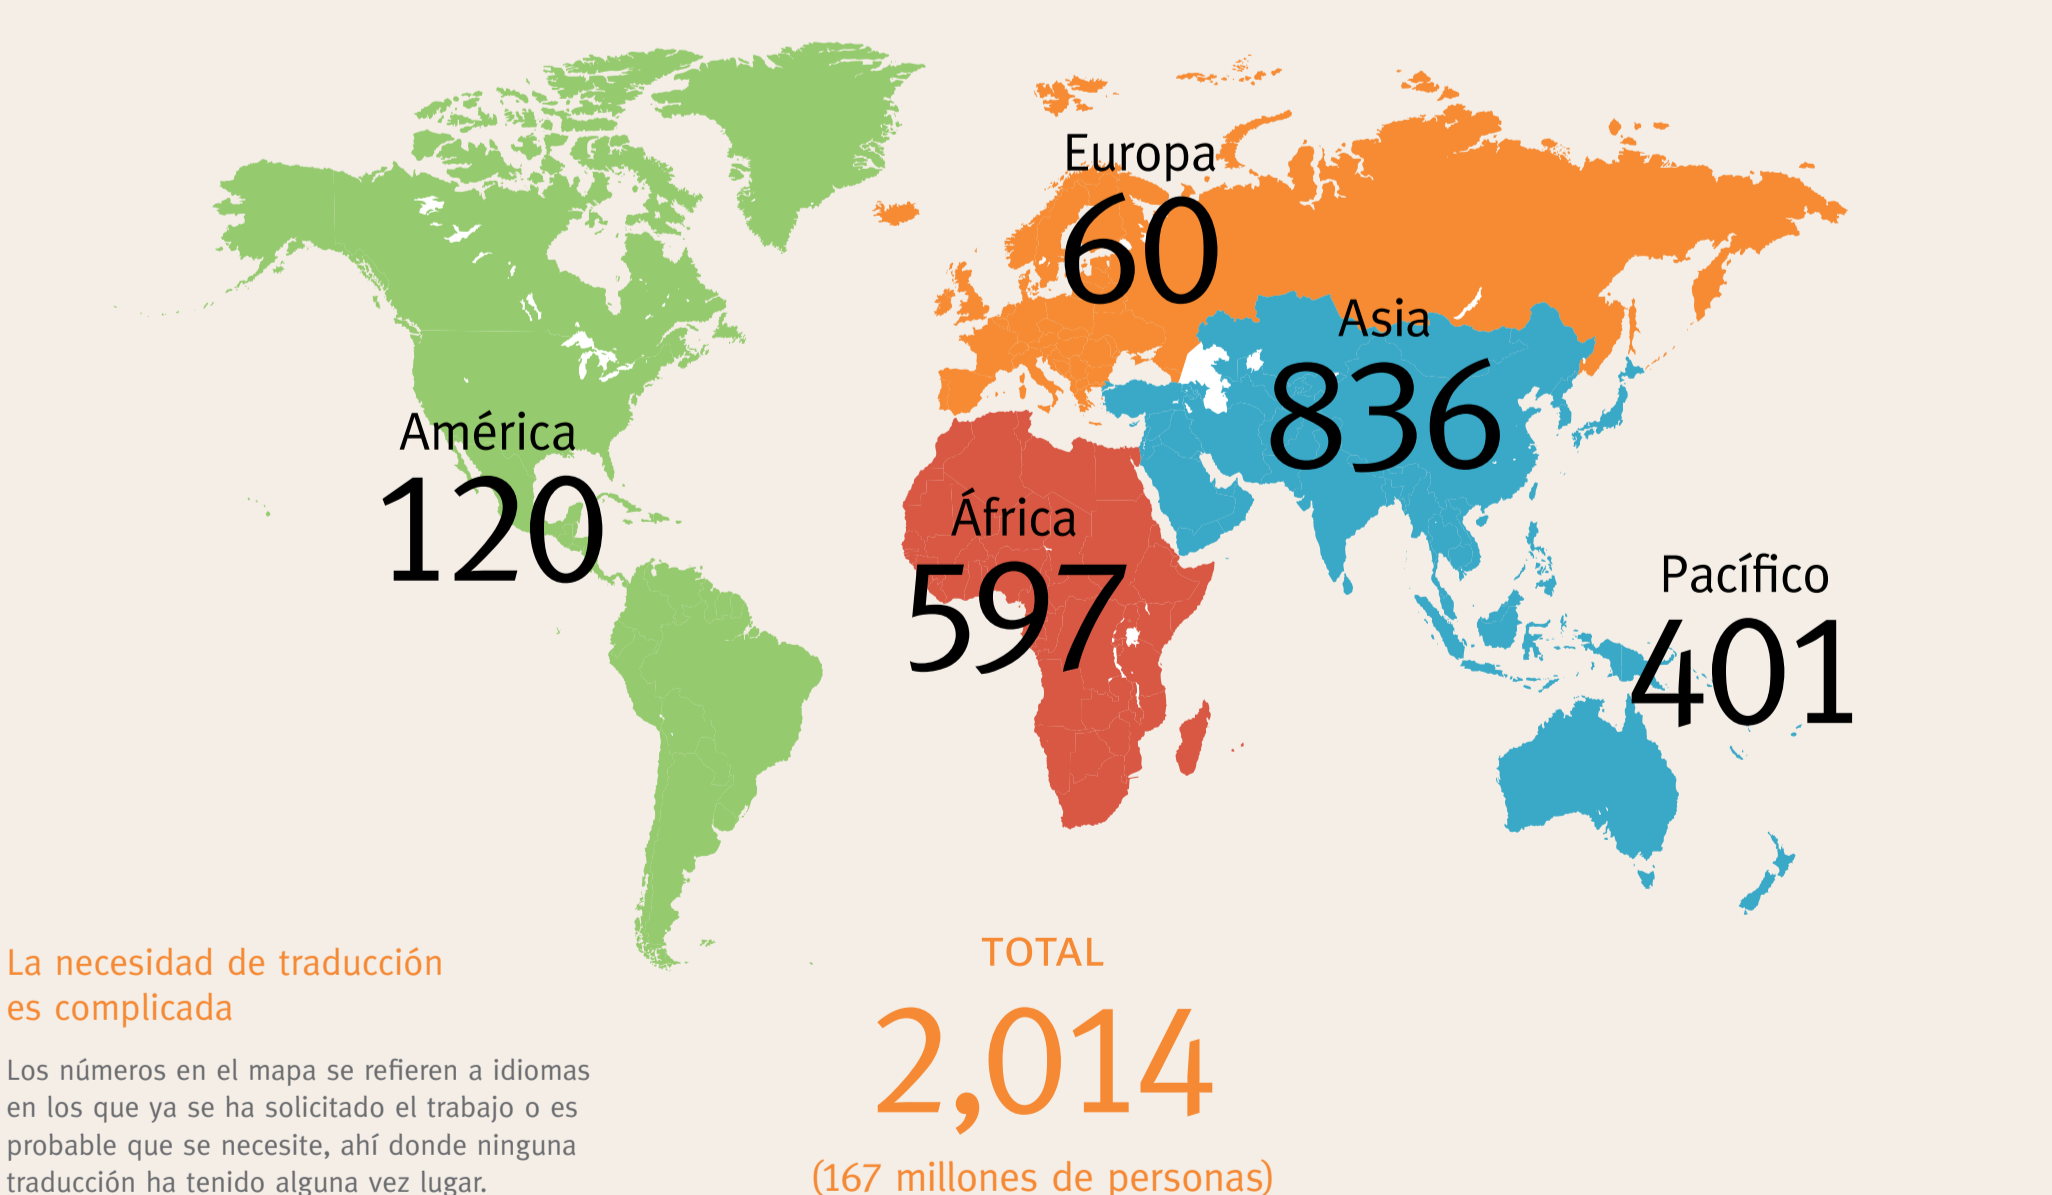 Europa
60
Asia
836
América
120
África
597
Pacífico
401
La necesidad de traducción
es complicada
Los números en el mapa se refieren a idiomas
en los que ya se ha solicitado el trabajo o es
probable que se necesite, ahí donde ninguna
traducción ha tenido alguna vez lugar.
TOTAL
2,014
(167 millones de personas)